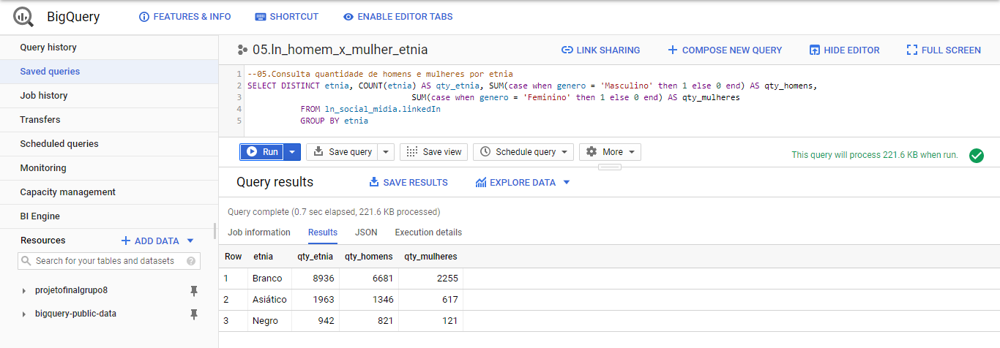 BigQuery
FEATURES & INFO
SHORTCUT
ENABLE EDITOR TABS
Query history
Saved queries
Job history
Transfers
Scheduled queries
Monitoring
Capacity management
BI Engine
Resources
ADD DATA
Search for your tables and datasets
projetofinalgrupo8
bigquery-public-data
05.ln_homem_x_mulher_etnia
LINK SHARING
COMPOSE NEW QUERY
HIDE EDITOR
FULL SCREEN
1 --05.Consulta quantidade de homens e mulheres por etnia
2 SELECT DISTINCT etnia, COUNT(etnia) AS qty_etnia, SUM(case when genero = 'Masculino' then 1 else 0 end) AS qty_homens,
3 SUM(case when genero = 'Feminino' then 1 else 0 end) AS qty_mulheres
4 FROM ln_social_midia.linkedIn
5 GROUP BY etnia
Run
Save query
Save view
Schedule query
More
This query will process 221.6 KB when run.
Query results
SAVE RESULTS
EXPLORE DATA
Query complete (0.7 sec elapsed, 221.6 KB processed)
Job information Results JSON Execution details
Row etnia qty_etnia qty_homens qty_mulheres
1 Branco 8936 6681 2255
2 Asiático 1963 1346 617
3 Negro 942 821 121